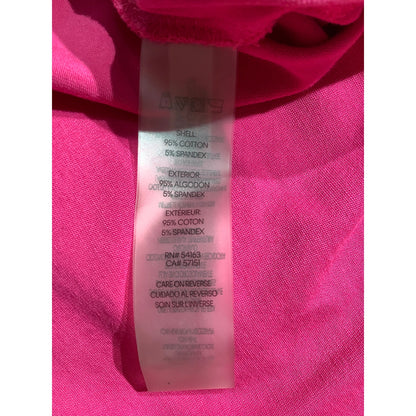 SHELL
95% COTTON
5% SPANDEX
EXTERIOR
95% ALGODON
5% SPANDEX
EXTÉRIEUR
95% COTON
5% SPANDEX
RN# 54163
CA# 57151
CARE ON REVERSE
CUIDADO AL REVERSO
SOIN SUR L'INVERSE